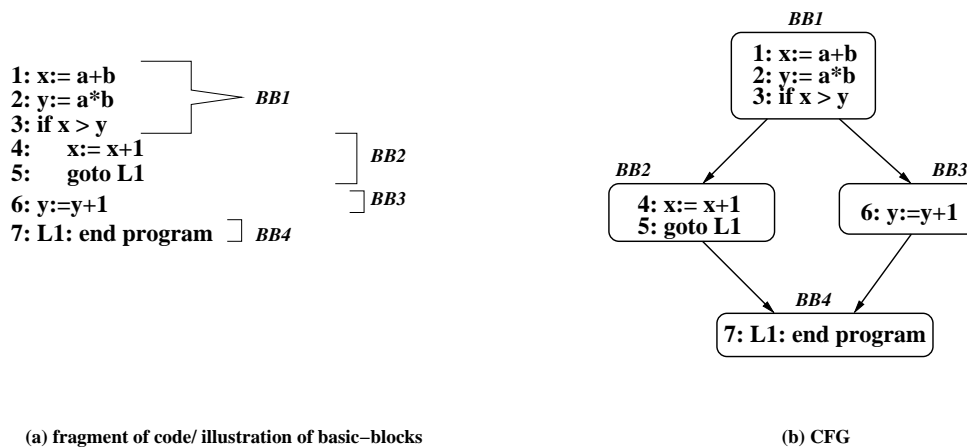 1: x:= a+b
2: y:= a*b
3: if x > y
BB1
4: x:= x+1
5: goto L1
BB2
6: y:=y+1
BB3
7: L1: end program
BB4
(a) fragment of code/ illustration of basic−blocks
BB1
1: x:= a+b
2: y:= a*b
3: if x > y
BB2
4: x:= x+1
5: goto L1
BB3
6: y:=y+1
BB4
7: L1: end program
(b) CFG